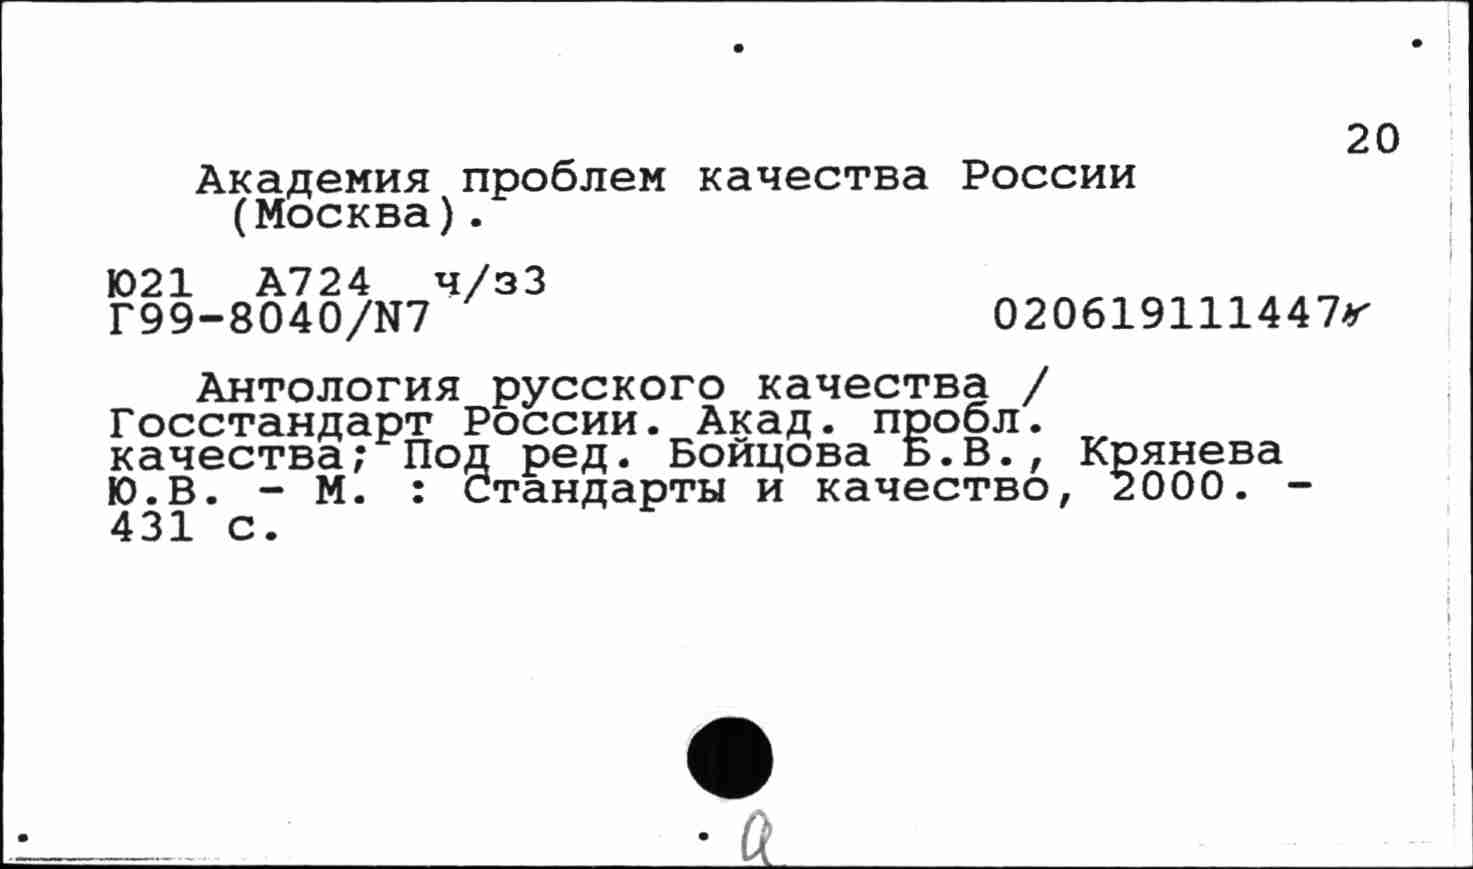 20
Академия проблем качества России
(Москва).
Ю21 А724 ч/з3
Г99-8040/N7 020619111447
Антология русского качества /
Госстандарт России. Акад. пробл.
качества; Под ред. Бойцова Б.В., Крянева
Ю.В. - М. : Стандарты и качество, 2000. -
431 с.
а